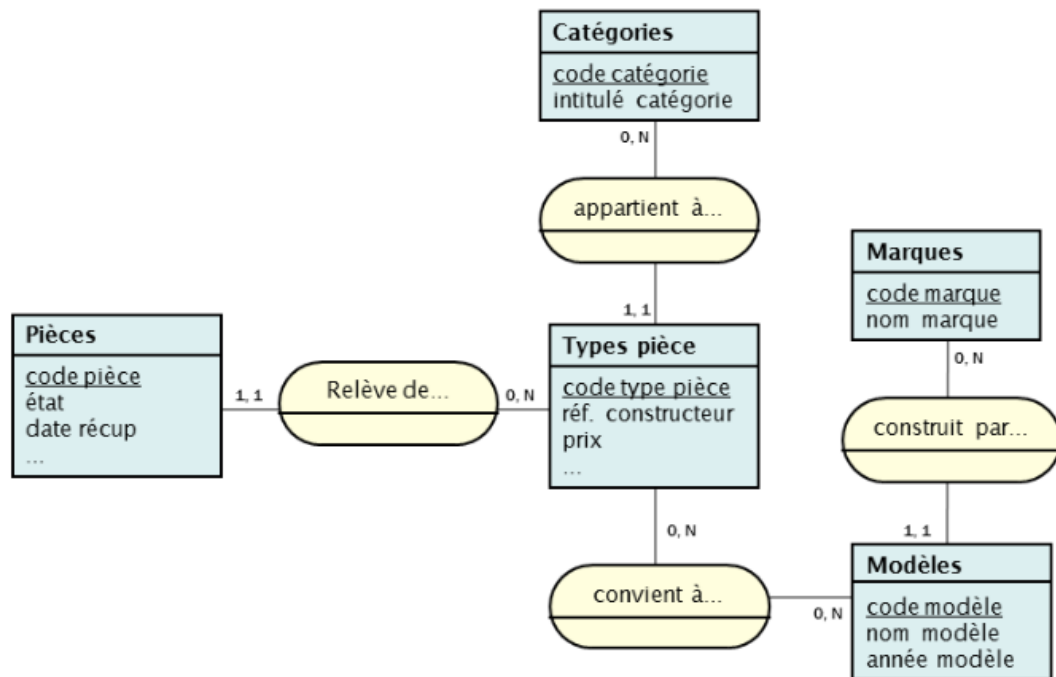 Catégories
code catégorie
intitulé catégorie
0, N
appartient à...
1, 1
Marques
code marque
nom marque
0, N
construit par...
1, 1
Pièces
code pièce
état
date récup
...
1, 1
Relève de...
0, N
Types pièce
code type pièce
réf. constructeur
prix
...
0, N
convient à...
0, N
Modèles
code modèle
nom modèle
année modèle